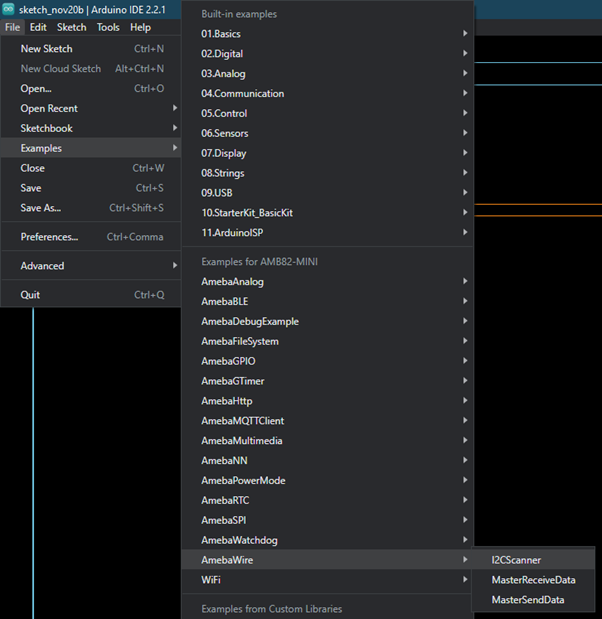 sketch_nov20b | Arduino IDE 2.2.1
File Edit Sketch Tools Help
New Sketch Ctrl+N
New Cloud Sketch Alt+Ctrl+N
Open... Ctrl+O
Open Recent
Sketchbook
Examples
Close Ctrl+W
Save Ctrl+S
Save As... Ctrl+Shift+S
Preferences... Ctrl+Comma
Advanced
Quit Ctrl+Q
Built-in examples
01.Basics
02.Digital
03.Analog
04.Communication
05.Control
06.Sensors
07.Display
08.Strings
09.USB
10.StarterKit_BasicKit
11.ArduinoISP
Examples for AMB82-MINI
AmebaAnalog
AmebaBLE
AmebaDebugExample
AmebaFileSystem
AmebaGPIO
AmebaGTimer
AmebaHttp
AmebaMQTTClient
AmebaMultimedia
AmebaNN
AmebaPowerMode
AmebaRTC
AmebaSPI
AmebaWatchdog
AmebaWire
WiFi
Examples from Custom Libraries
I2CScanner
MasterReceiveData
MasterSendData